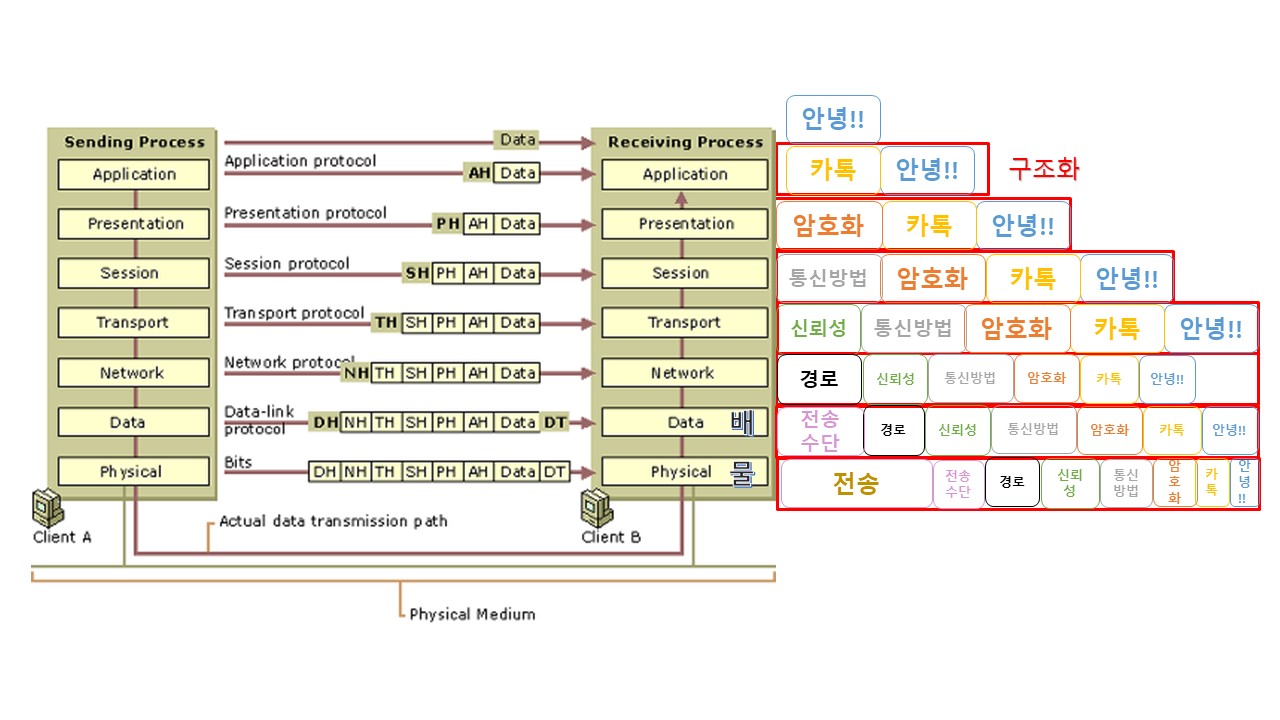 안녕!!
Sending Process
Data
Receiving Process
Application
Application protocol
AH Data
Application
카톡 안녕!! 구조화
Presentation
Presentation protocol
PH AH Data
Presentation
암호화 카톡 안녕!!
Session
Session protocol
SH PH AH Data
Session
통신방법 암호화 카톡 안녕!!
Transport
Transport protocol
TH SH PH AH Data
Transport
신뢰성 통신방법 암호화 카톡 안녕!!
Network
Network protocol
NH TH SH PH AH Data
Network
경로 신뢰성 통신방법 암호화 카톡 안녕!!
Data
Data-link
protocol
DH NH TH SH PH AH Data DT
Data 배
전송
수단
경로 신뢰성 통신방법 암호화 카톡 안녕!!
Physical
Bits
DH NH TH SH PH AH Data DT
Physical 물
전송
전송
수단
경로
신뢰
성
통신
방법
암
호
화
카
톡
안
녕
!!
Client A
Actual data transmission path
Client B
Physical Medium